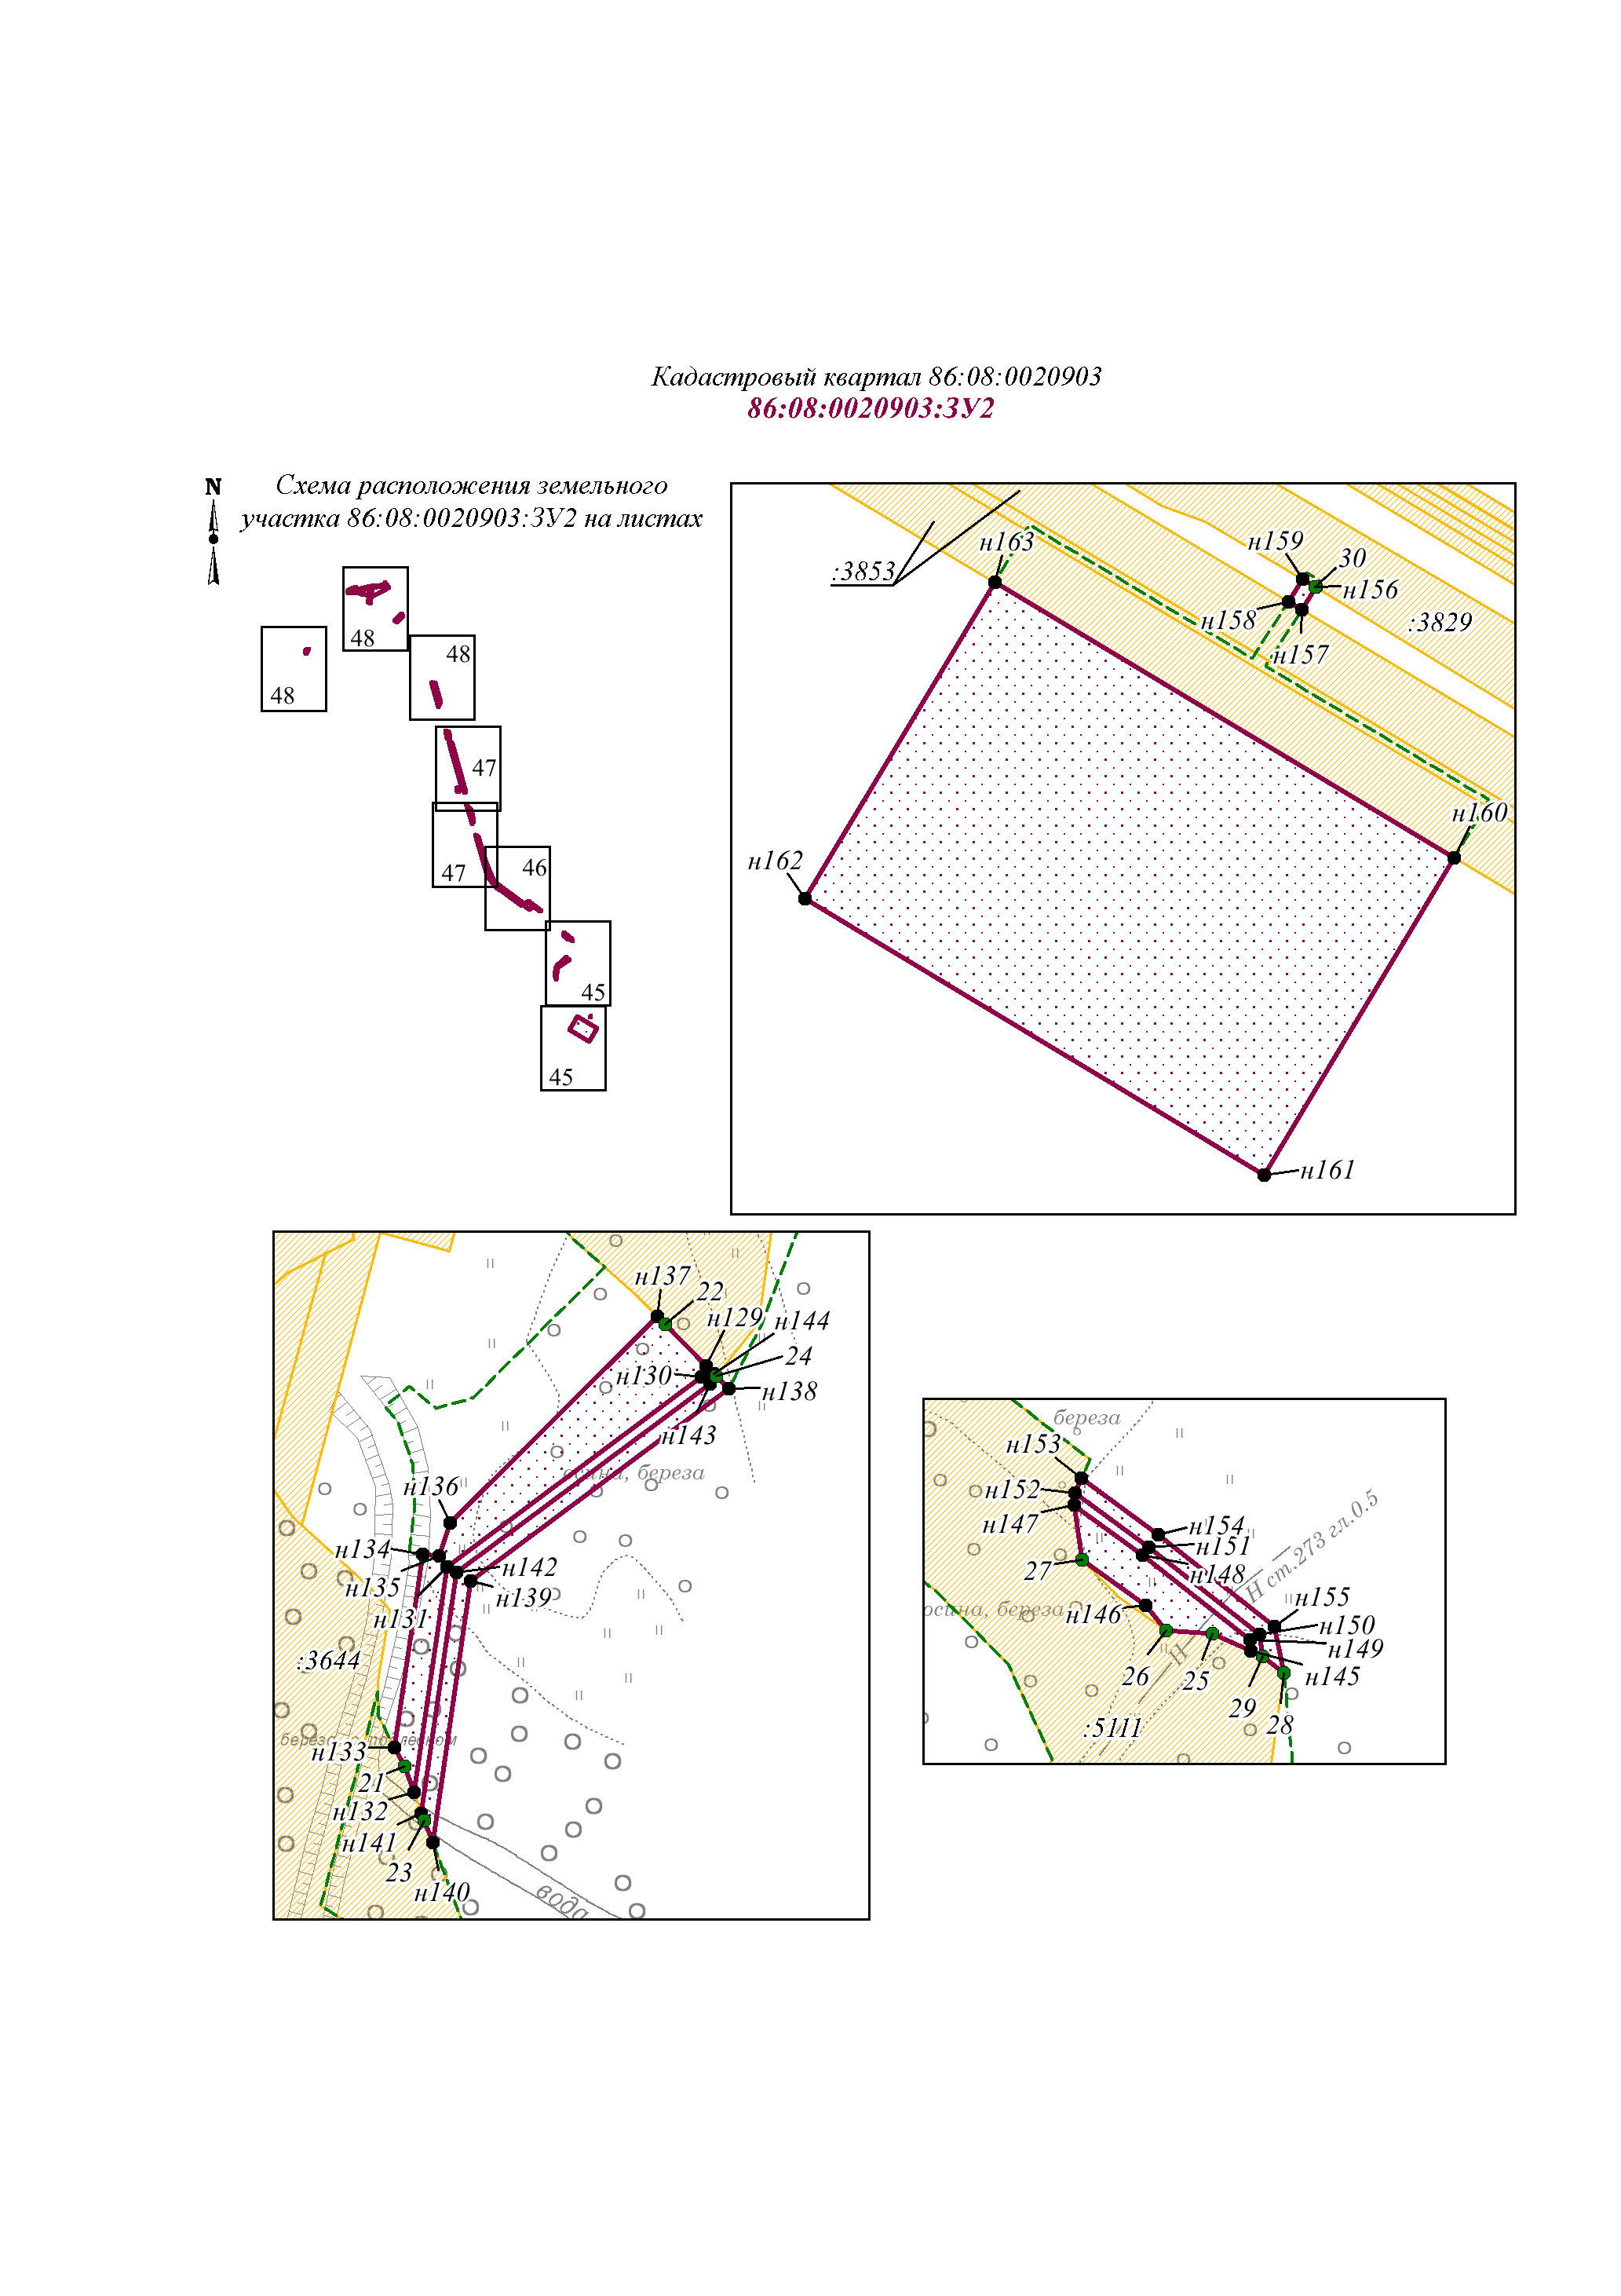 Кадастровый квартал 86:08:0020903
86:08:0020903:ЗУ2
N
Схема расположения земельного
участка 86:08:0020903:ЗУ2 на листах
48
48
48
47
47
46
45
45
:3853
н163
н159
30
н156
н158
:3829
н157
н160
н162
н161
н137
22
н129
н144
24
н130
н138
н143
осина, береза
н136
н134
н142
н135
н139
н131
:3644
н133
21
н132
н141
23
н140
вода
береза
н153
н152
н147
н154
н151
27
н148
Н ст.273 гл.0.5
осина, береза
н146
н155
н150
н149
н145
Н
26
25
29
28
:5111